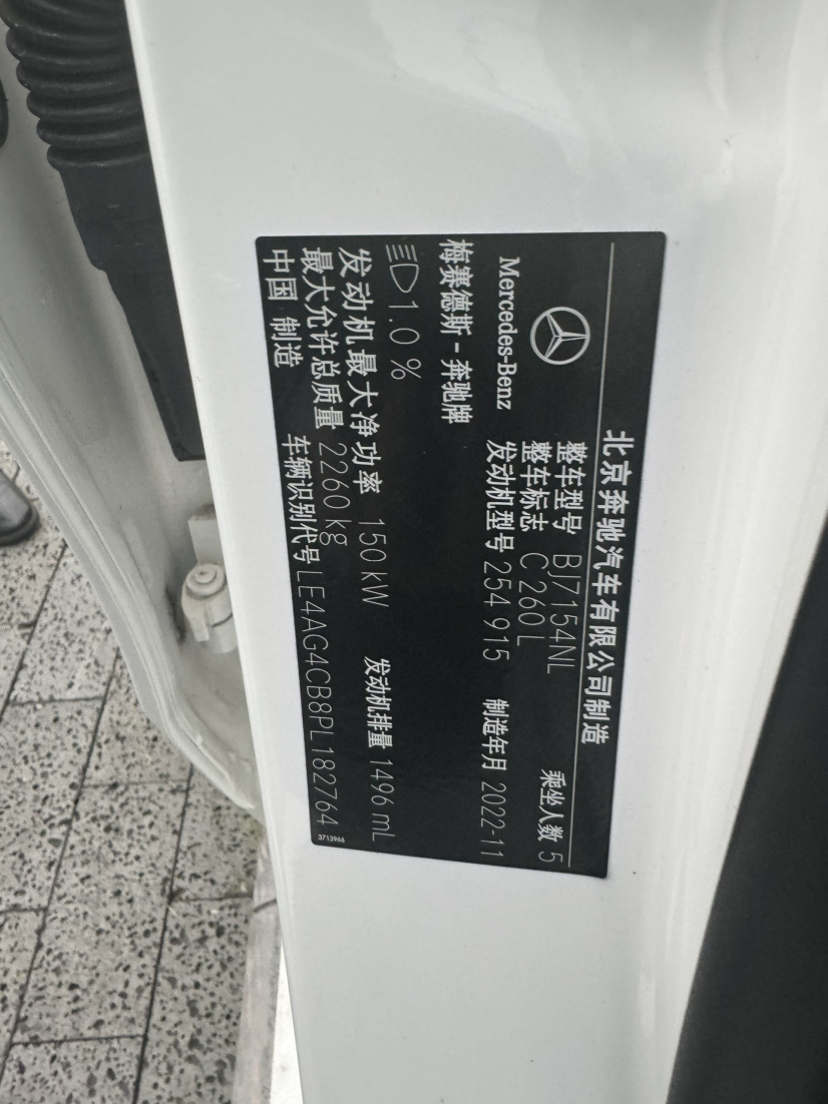 北京奔驰汽车有限公司制造
Mercedes-Benz
整车型号 BJ7154NL
整车标志 C 260 L 乘坐人数 5
发动机型号 254 915 制造年月 2022-11
梅赛德斯-奔驰牌
1.0 %
发动机最大净功率 150 kW 发动机排量 1496 mL
最大允许总质量 2260 kg
中国 制造 车辆识别代号 LE4AG4CB8PL182764
3713966